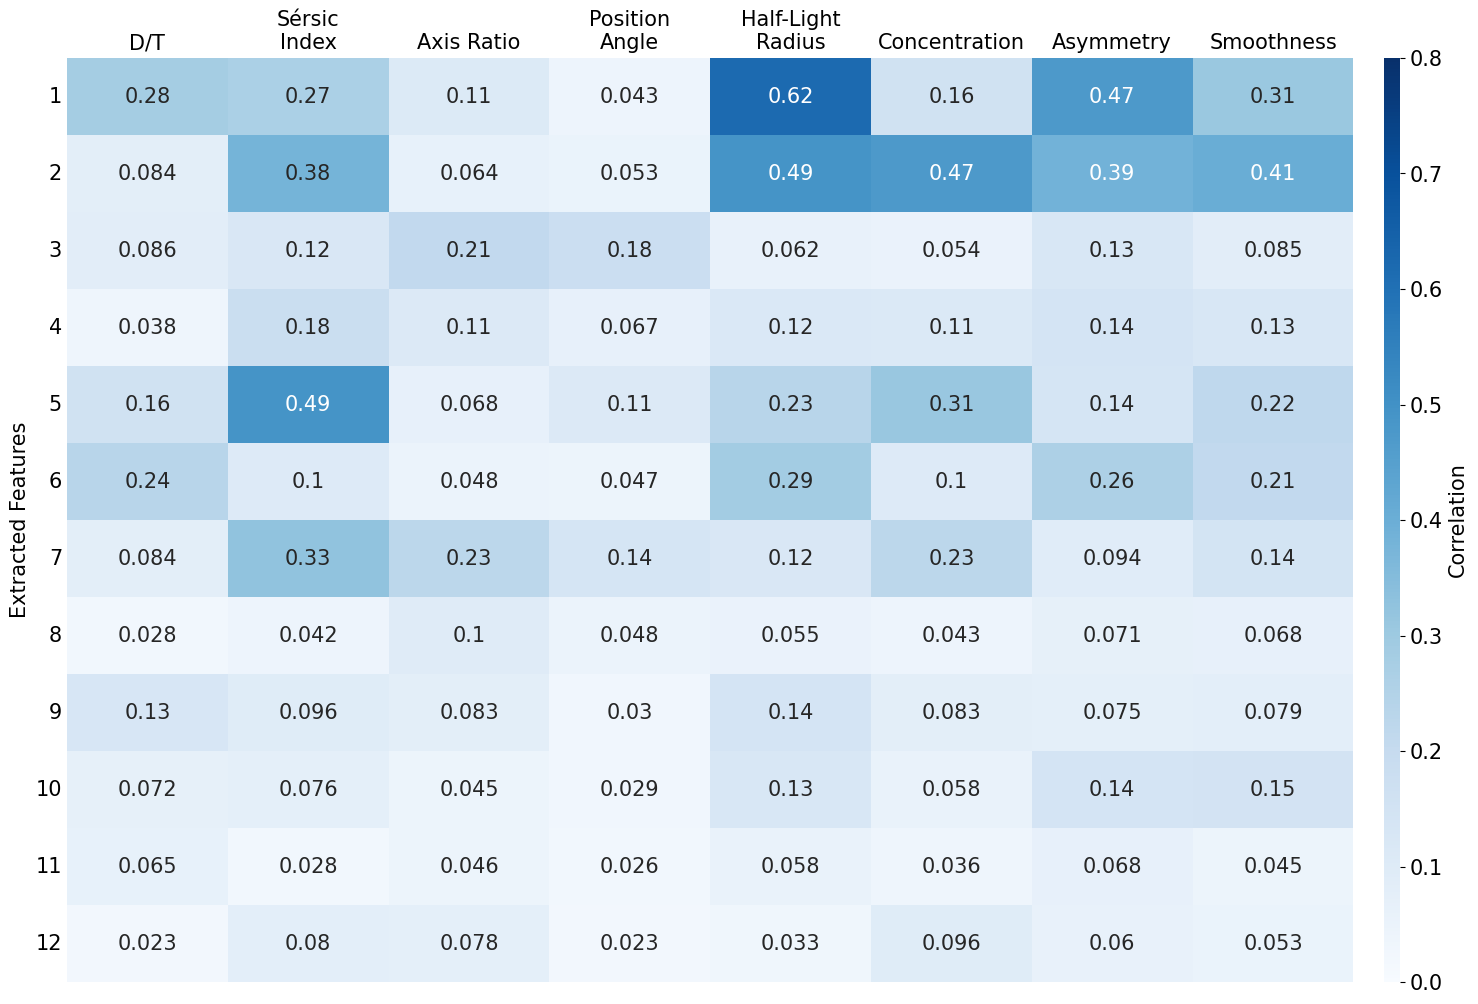 D/T
Sérsic
Index
Axis Ratio
Position
Angle
Half-Light
Radius
Concentration
Asymmetry
Smoothness
Extracted Features
1 0.28 0.27 0.11 0.043 0.62 0.16 0.47 0.31
2 0.084 0.38 0.064 0.053 0.49 0.47 0.39 0.41
3 0.086 0.12 0.21 0.18 0.062 0.054 0.13 0.085
4 0.038 0.18 0.11 0.067 0.12 0.11 0.14 0.13
5 0.16 0.49 0.068 0.11 0.23 0.31 0.14 0.22
6 0.24 0.1 0.048 0.047 0.29 0.1 0.26 0.21
7 0.084 0.33 0.23 0.14 0.12 0.23 0.094 0.14
8 0.028 0.042 0.1 0.048 0.055 0.043 0.071 0.068
9 0.13 0.096 0.083 0.03 0.14 0.083 0.075 0.079
10 0.072 0.076 0.045 0.029 0.13 0.058 0.14 0.15
11 0.065 0.028 0.046 0.026 0.058 0.036 0.068 0.045
12 0.023 0.08 0.078 0.023 0.033 0.096 0.06 0.053
0.8
0.7
0.6
0.5
0.4
0.3
0.2
0.1
0.0
Correlation